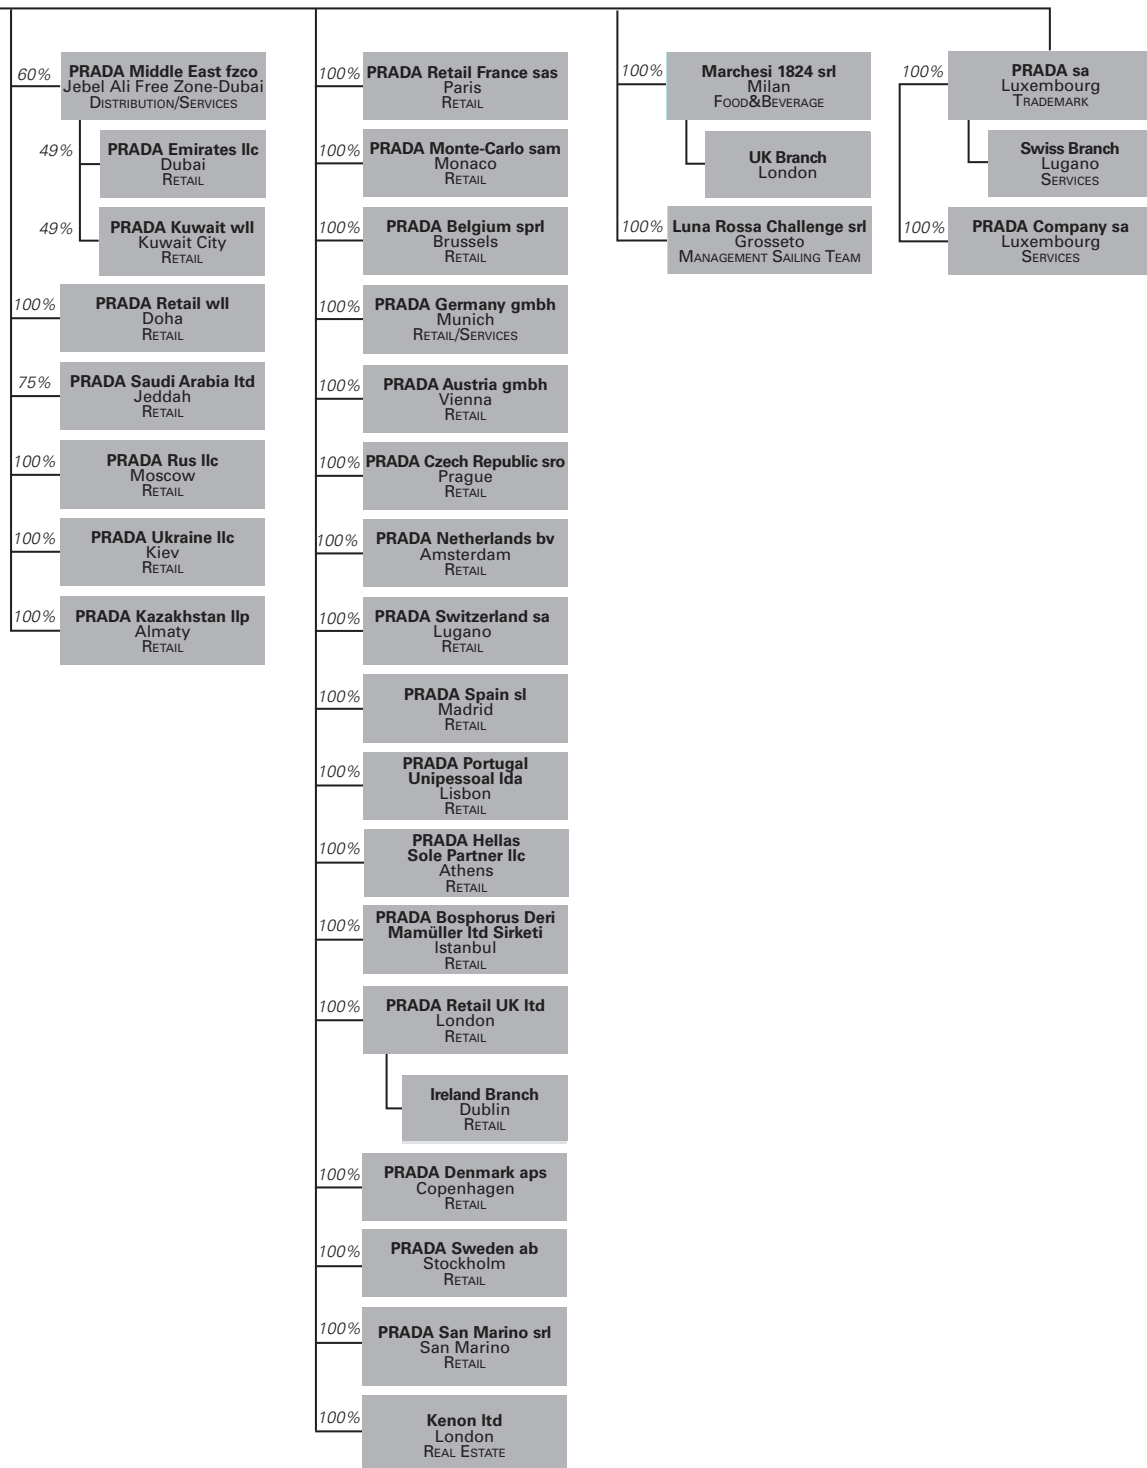 60%
PRADA Middle East fzco
Jebel Ali Free Zone-Dubai
Distribution/Services
49%
PRADA Emirates llc
Dubai
Retail
49%
PRADA Kuwait wll
Kuwait City
Retail
100%
PRADA Retail wll
Doha
Retail
75%
PRADA Saudi Arabia ltd
Jeddah
Retail
100%
PRADA Rus llc
Moscow
Retail
100%
PRADA Ukraine llc
Kiev
Retail
100%
PRADA Kazakhstan llp
Almaty
Retail
100%
PRADA Retail France sas
Paris
Retail
100%
PRADA Monte-Carlo sam
Monaco
Retail
100%
PRADA Belgium sprl
Brussels
Retail
100%
PRADA Germany gmbh
Munich
Retail/Services
100%
PRADA Austria gmbh
Vienna
Retail
100%
PRADA Czech Republic sro
Prague
Retail
100%
PRADA Netherlands bv
Amsterdam
Retail
100%
PRADA Switzerland sa
Lugano
Retail
100%
PRADA Spain sl
Madrid
Retail
100%
PRADA Portugal
Unipessoal lda
Lisbon
Retail
100%
PRADA Hellas
Sole Partner llc
Athens
Retail
100%
PRADA Bosphorus Deri
Mamüller ltd Sirketi
Istanbul
Retail
100%
PRADA Retail UK ltd
London
Retail
Ireland Branch
Dublin
Retail
100%
PRADA Denmark aps
Copenhagen
Retail
100%
PRADA Sweden ab
Stockholm
Retail
100%
PRADA San Marino srl
San Marino
Retail
100%
Kenon ltd
London
Real Estate
100%
Marchesi 1824 srl
Milan
Food&Beverage
UK Branch
London
100%
Luna Rossa Challenge srl
Grosseto
Management Sailing Team
100%
PRADA sa
Luxembourg
Trademark
Swiss Branch
Lugano
Services
100%
PRADA Company sa
Luxembourg
Services